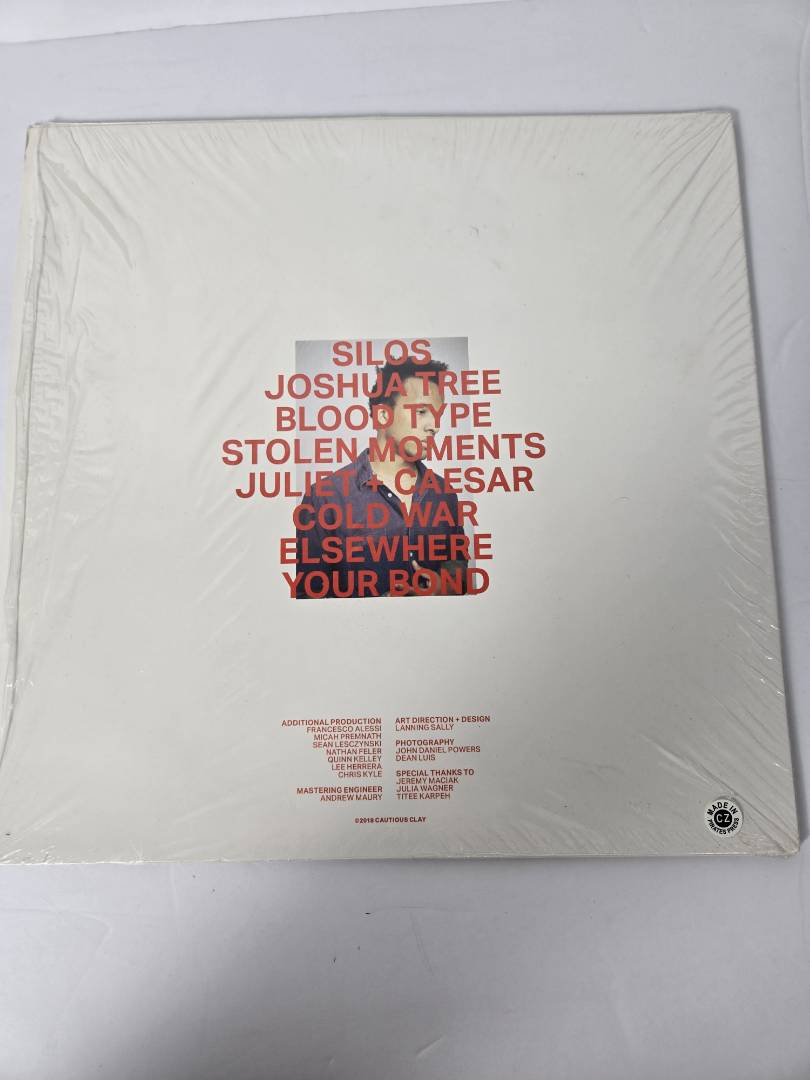 SILOS
JOSHUA TREE
BLOOD TYPE
STOLEN MOMENTS
JULIET + CAESAR
COLD WAR
ELSEWHERE
YOUR BOND
ADDITIONAL PRODUCTION
FRANCESCO ALESSI
MICAH PREMNATH
SEAN LESCZYNSKI
NATHAN FELER
QUINN KELLEY
LEE HERRERA
CHRIS KYLE
MASTERING ENGINEER
ANDREW MAURY
ART DIRECTION + DESIGN
LANNING SALLY
PHOTOGRAPHY
JOHN DANIEL POWERS
DEAN LUIS
SPECIAL THANKS TO
JEREMY MACIAK
JULIA WAGNER
TITEE KARPEH
©2018 CAUTIOUS CLAY
MADE IN
CZ
PIRATES PRESS